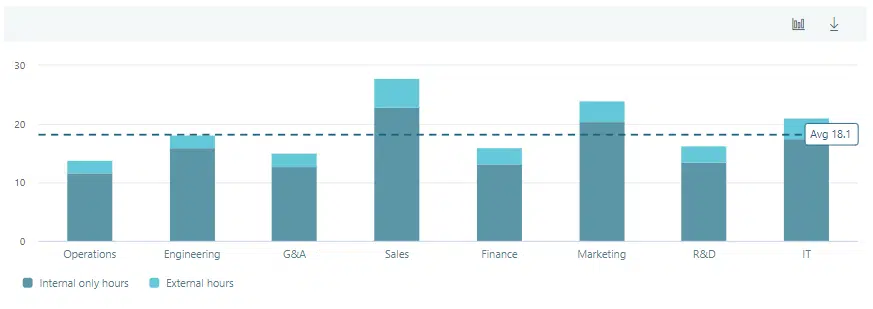 30
20
Avg 18.1
10
0
Operations Engineering G&A Sales Finance Marketing R&D IT
Internal only hours External hours